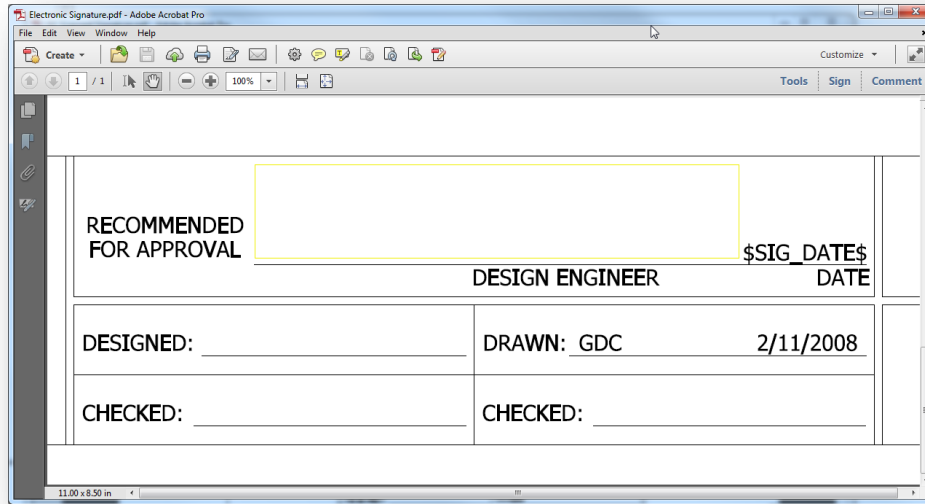 Electronic Signature.pdf - Adobe Acrobat Pro
File Edit View Window Help
Create Customize
1 / 1 100% Tools Sign Comment
RECOMMENDED
FOR APPROVAL
$SIG_DATE$
DESIGN ENGINEER DATE
DESIGNED: DRAWN: GDC 2/11/2008
CHECKED: CHECKED:
11.00 x 8.50 in